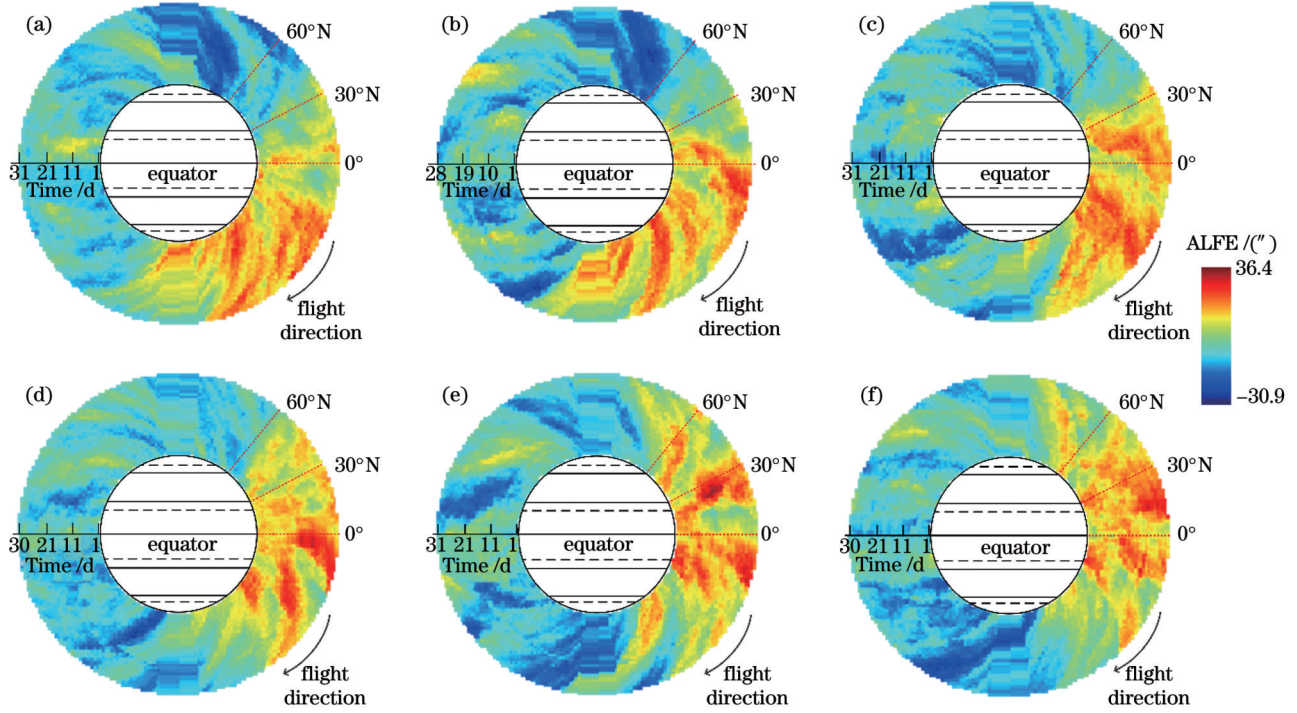 (a)
60°N
30°N
0°
31 21 11 1
Time /d
equator
flight
direction
(b)
60°N
30°N
0°
28 19 10 1
Time /d
equator
flight
direction
(c)
60°N
30°N
0°
31 21 11 1
Time /d
equator
flight
direction
ALFE /(″)
36.4
−30.9
(d)
60°N
30°N
0°
30 21 11 1
Time /d
equator
flight
direction
(e)
60°N
30°N
0°
31 21 11 1
Time /d
equator
flight
direction
(f)
60°N
30°N
0°
30 21 11 1
Time /d
equator
flight
direction